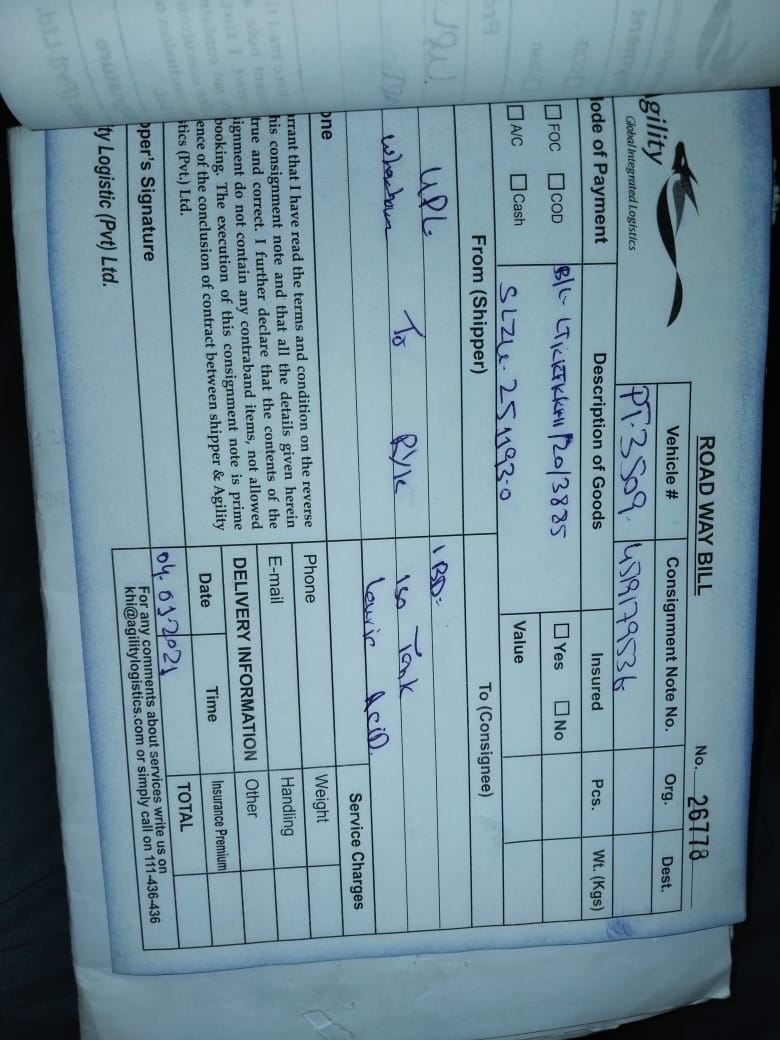 ROAD WAY BILL
No. 26778
gility
Global Integrated Logistics
Vehicle # Consignment Note No. Org. Dest.
PT-3509 459179536
ode of Payment Description of Goods Insured Pcs. Wt. (Kgs)
FOC COD B/L- /20/3885 Yes No
A/C Cash SLZU-251193-0 Value
From (Shipper) To (Consignee)
UPL IBD-
To RYK Iso Tank
Lauric AciD.
Service Charges
one
Phone Weight
E-mail Handling
DELIVERY INFORMATION Other
Date Time Insurance Premium
04.01.2021 TOTAL
rrant that I have read the terms and condition on the reverse
his consignment note and that all the details given herein
true and correct. I further declare that the contents of the
ignment do not contain any contraband items, not allowed
booking. The execution of this consignment note is prime
ence of the conclusion of contract between shipper & Agility
stics (Pvt.) Ltd.
pper's Signature
For any comments about services write us on
khi@agilitylogistics.com or simply call on 111-436-436
ty Logistic (Pvt) Ltd.